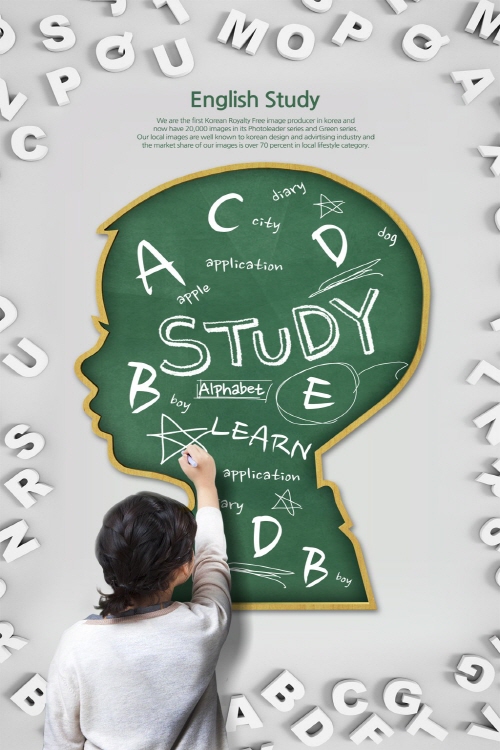 English Study
We are the first Korean Royalty Free image producer in korea and
now have 20,000 images in its Photoleader series and Green series.
Our local images are well known to korean design and advirtising industry and
the market share of our images is over 70 percent in local lifestyle category.
diary
C
city
D
dog
A
application
apple
STUDY
B
boy
Alphabet
E
LEARN
application
ary
D
B
boy